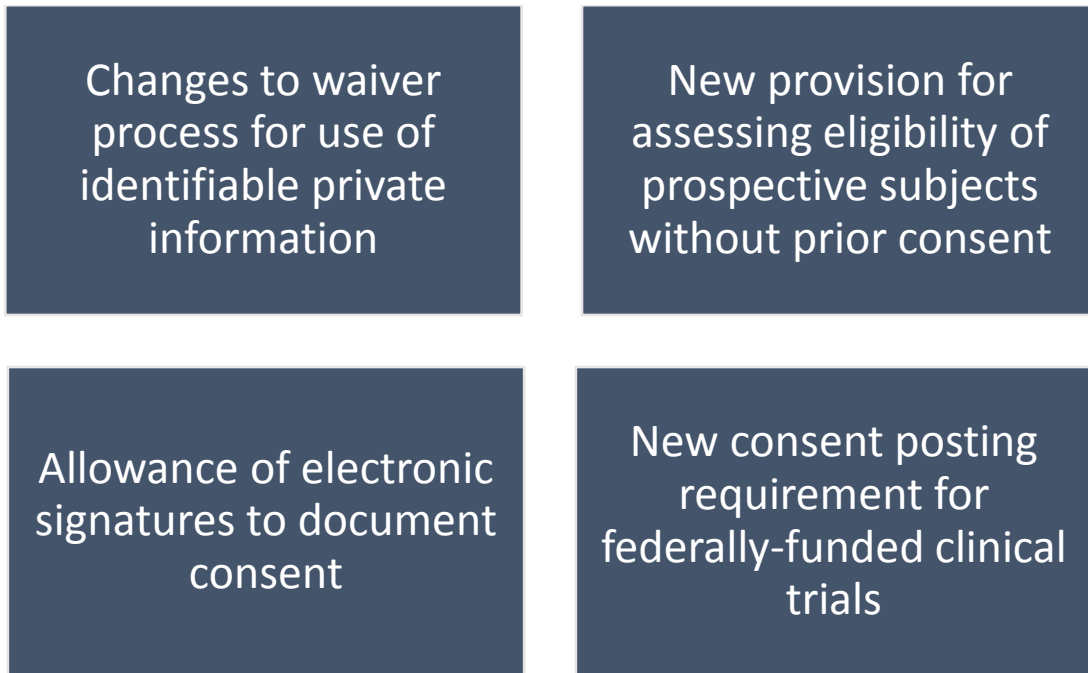 Changes to waiver
process for use of
identifiable private
information
New provision for
assessing eligibility of
prospective subjects
without prior consent
Allowance of electronic
signatures to document
consent
New consent posting
requirement for
federally-funded clinical
trials